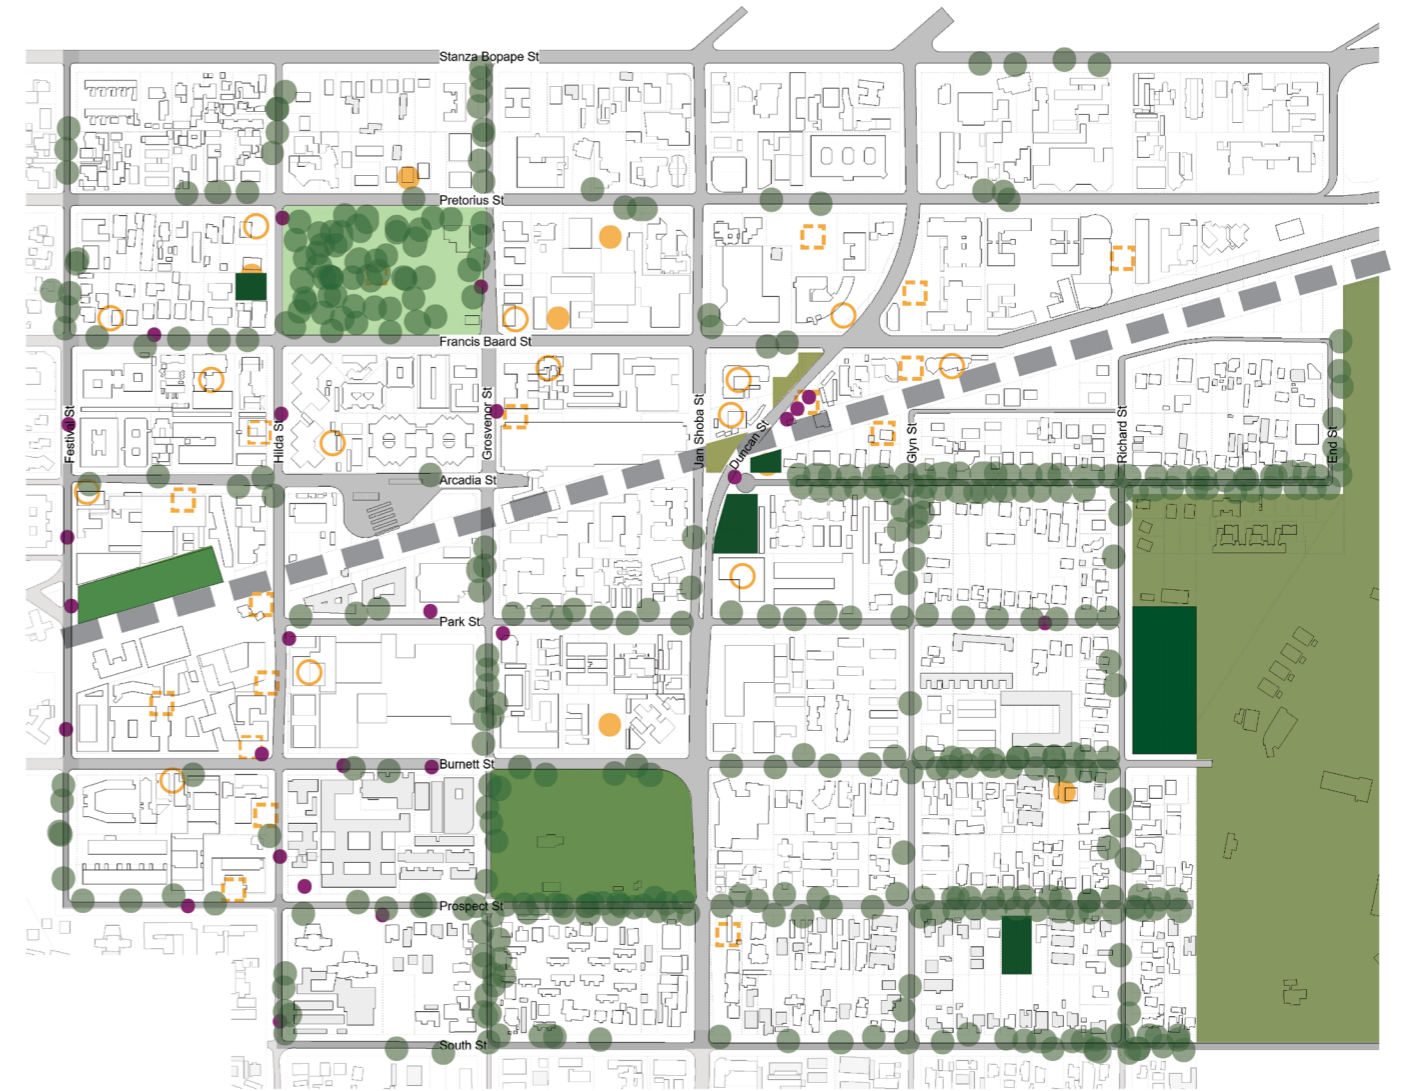 Stanza Bopape St
Pretorius St
Francis Baard St
Festival St
Hilda St
Grosvenor St
Jan Shoba St
Duncan St
Glyn St
Richard St
End St
Arcadia St
Park St
Burnett St
Prospect St
South St